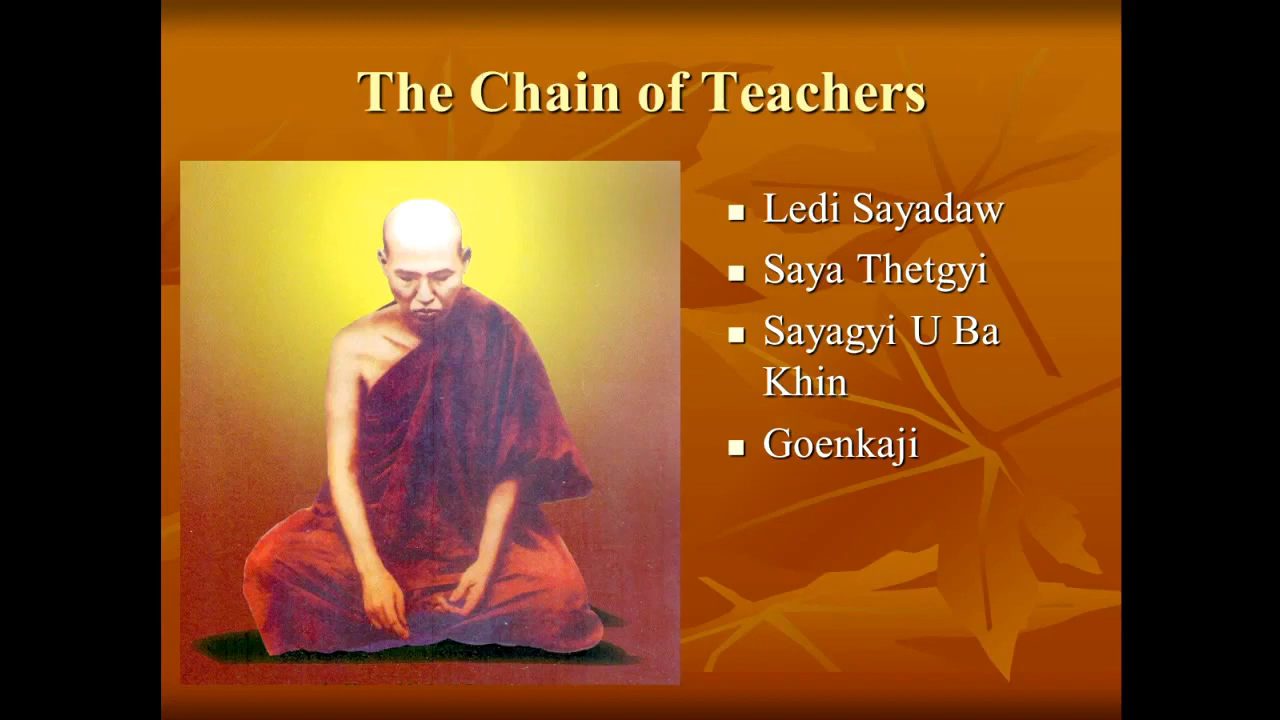 The Chain of Teachers
Ledi Sayadaw
Saya Thetgyi
Sayagyi U Ba
Khin
Goenkaji